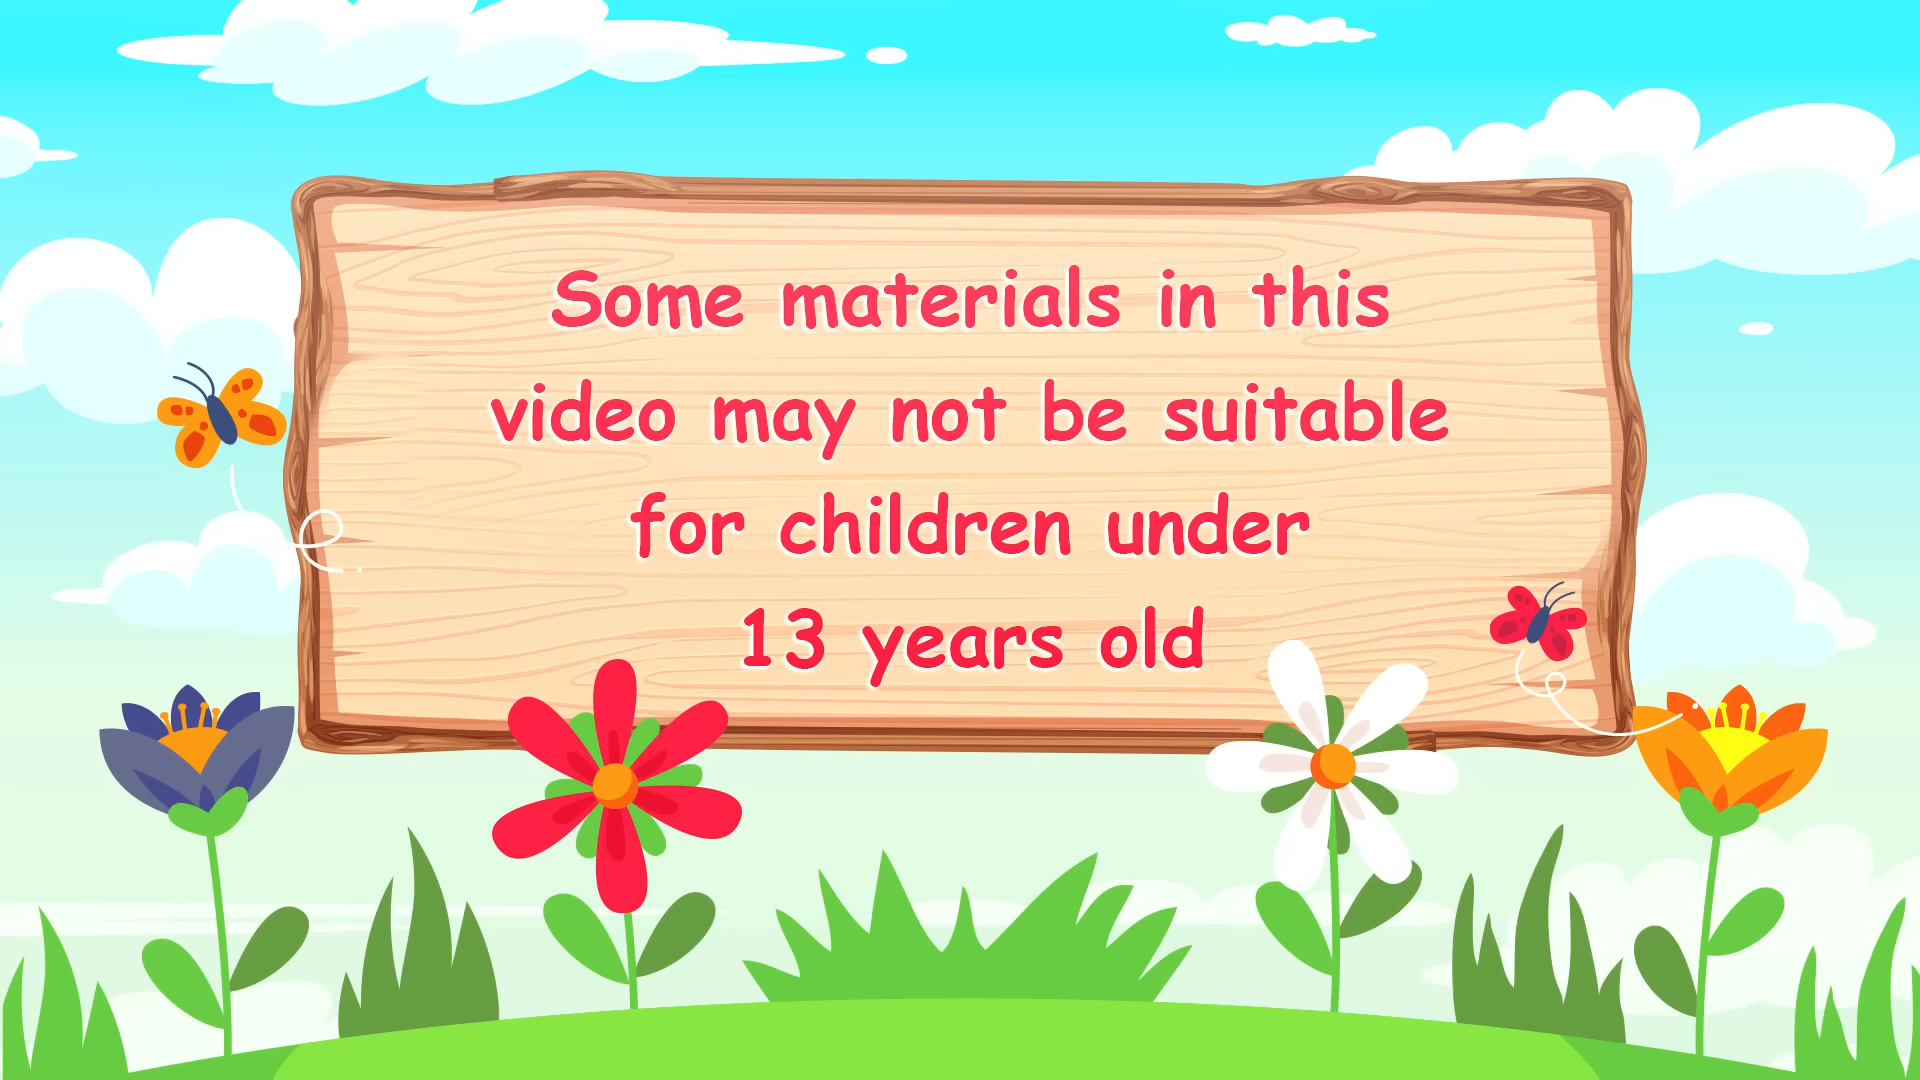 Some materials in this
video may not be suitable
for children under
13 years old